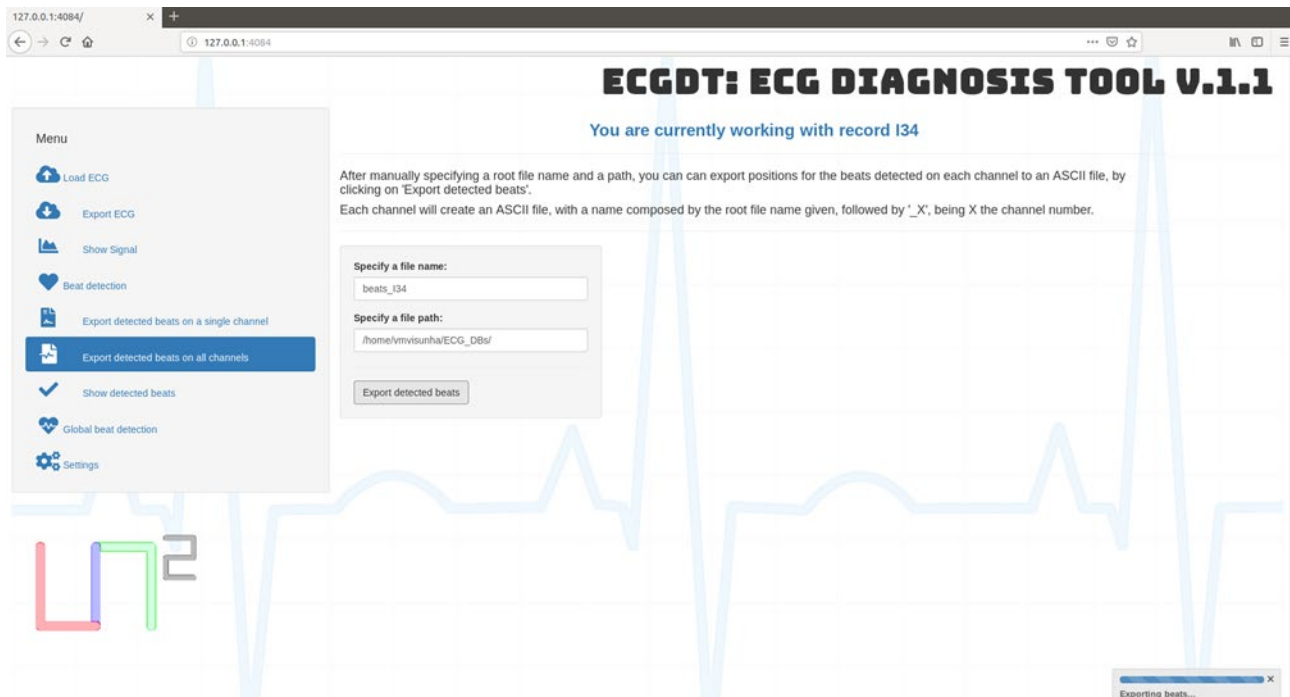 127.0.0.1:4084/
127.0.0.1:4084
ECGDT: ECG DIAGNOSIS TOOL V.1.1
Menu
Load ECG
Export ECG
Show Signal
Beat detection
Export detected beats on a single channel
Export detected beats on all channels
Show detected beats
Global beat detection
Settings
You are currently working with record I34
After manually specifying a root file name and a path, you can can export positions for the beats detected on each channel to an ASCII file, by
clicking on 'Export detected beats'.
Each channel will create an ASCII file, with a name composed by the root file name given, followed by '_X', being X the channel number.
Specify a file name:
beats_I34
Specify a file path:
/home/vmvisunha/ECG_DBs/
Export detected beats
2
Exporting beats...